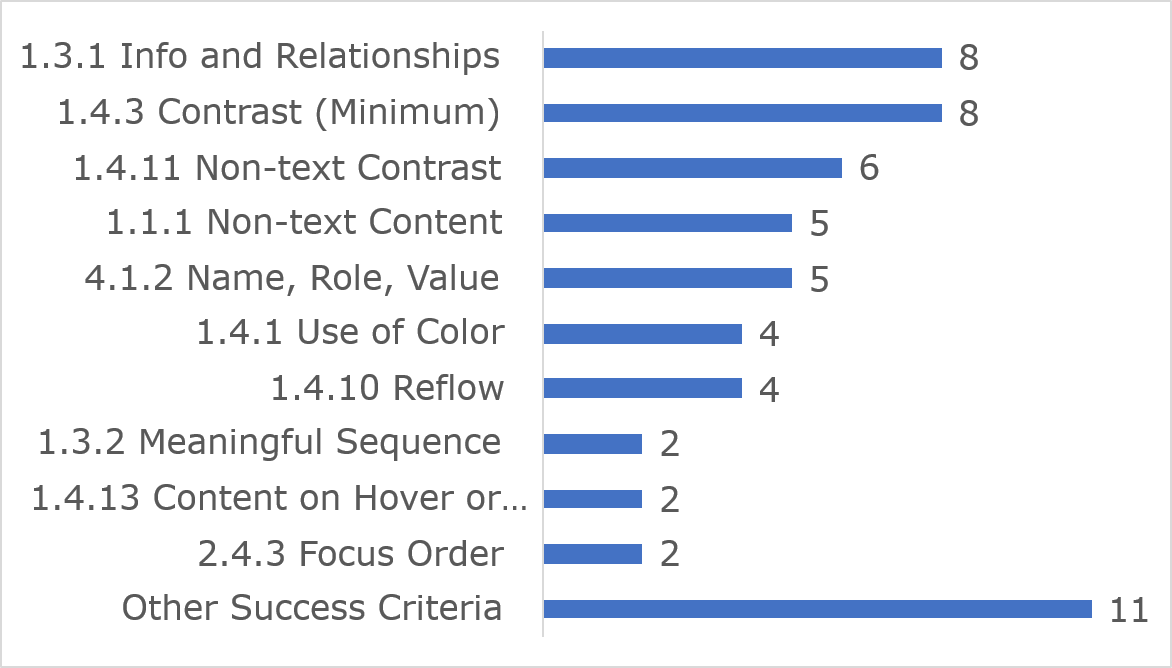 1.3.1 Info and Relationships 8
1.4.3 Contrast (Minimum) 8
1.4.11 Non-text Contrast 6
1.1.1 Non-text Content 5
4.1.2 Name, Role, Value 5
1.4.1 Use of Color 4
1.4.10 Reflow 4
1.3.2 Meaningful Sequence 2
1.4.13 Content on Hover or… 2
2.4.3 Focus Order 2
Other Success Criteria 11